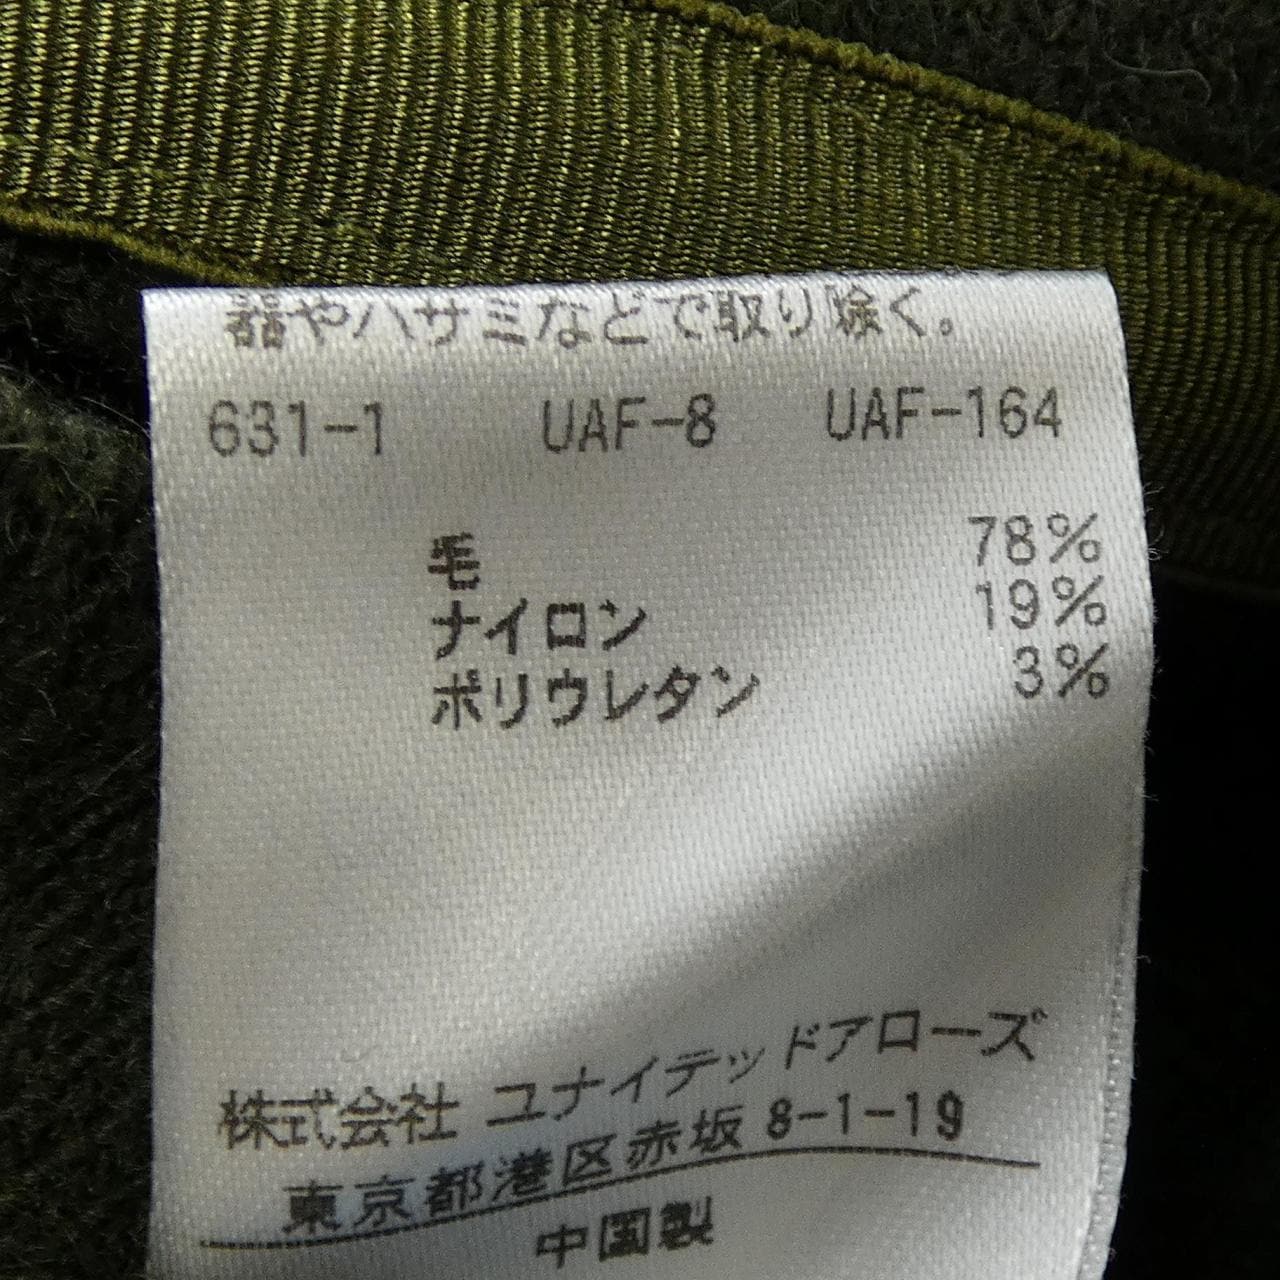 器やハサミなどで取り除く。
631-1 UAF-8 UAF-164
毛 78%
ナイロン 19%
ポリウレタン 3%
株式会社 ユナイテッドアローズ
東京都港区赤坂 8-1-19
中国製